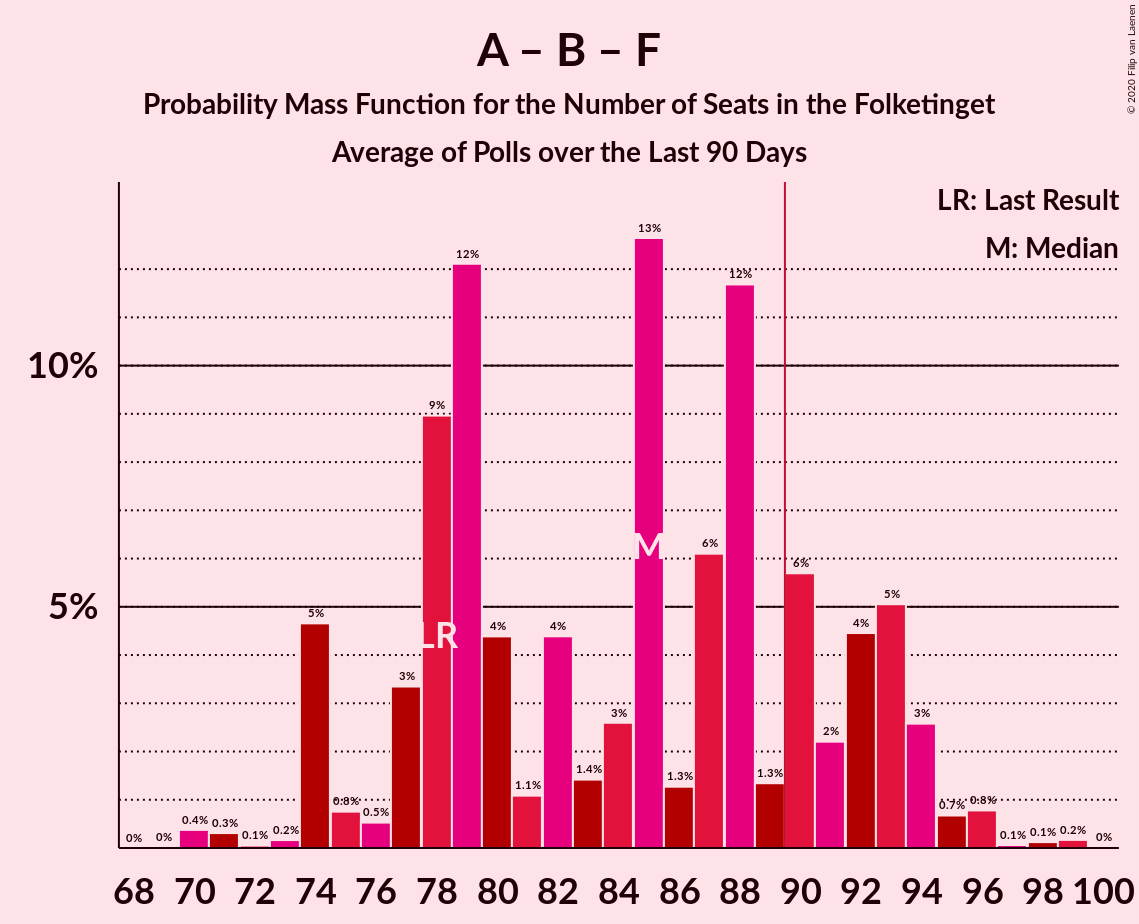 A – B – F
Probability Mass Function for the Number of Seats in the Folketinget
Average of Polls over the Last 90 Days
© 2020 Filip van Laenen
LR: Last Result
M: Median
10%
5%
0% 0% 0.4% 0.3% 0.1% 0.2% 5% 0.8% 0.5% 3% 9% 12% 4% 1.1% 4% 1.4% 3% 13% 1.3% 6% 12% 1.3% 6% 2% 4% 5% 3% 0.7% 0.8% 0.1% 0.1% 0.2% 0%
LR
M
68 70 72 74 76 78 80 82 84 86 88 90 92 94 96 98 100